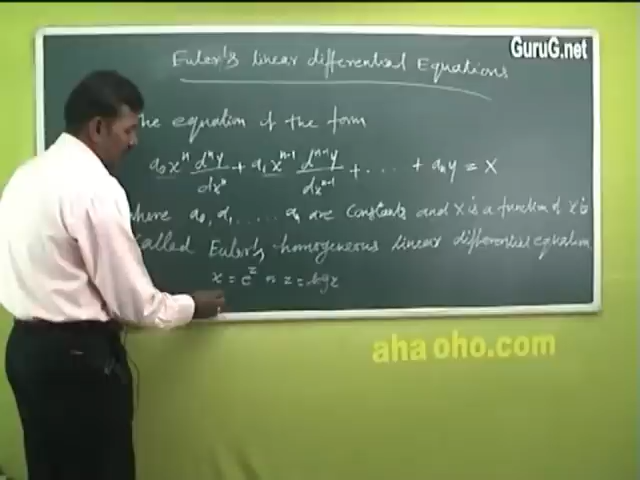 GuruG.net
Euler's linear differential Equations
he equation of the form
a₀xⁿ dⁿy/dxⁿ + a₁xⁿ⁻¹ dⁿ⁻¹y/dxⁿ⁻¹ + . . . . + aₙy = X
here a₀, a₁, . . . . . aₙ are constants and X is a function of x is
called Euler's homogeneous linear differential equation.
x = eᶻ or z = log x
aha oho.com